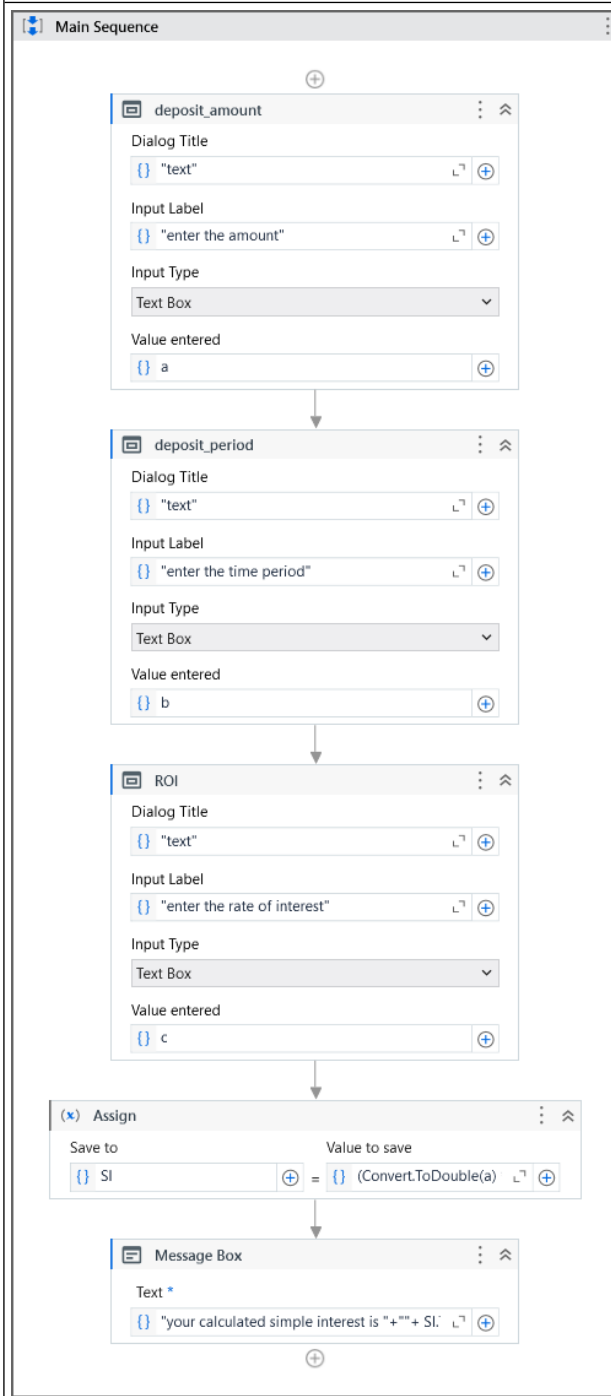 Main Sequence
deposit_amount
Dialog Title
{} "text"
Input Label
{} "enter the amount"
Input Type
Text Box
Value entered
{} a
deposit_period
Dialog Title
{} "text"
Input Label
{} "enter the time period"
Input Type
Text Box
Value entered
{} b
ROI
Dialog Title
{} "text"
Input Label
{} "enter the rate of interest"
Input Type
Text Box
Value entered
{} c
(x) Assign
Save to Value to save
{} SI = {} (Convert.ToDouble(a)
Message Box
Text *
{} "your calculated simple interest is "+""+ SI.